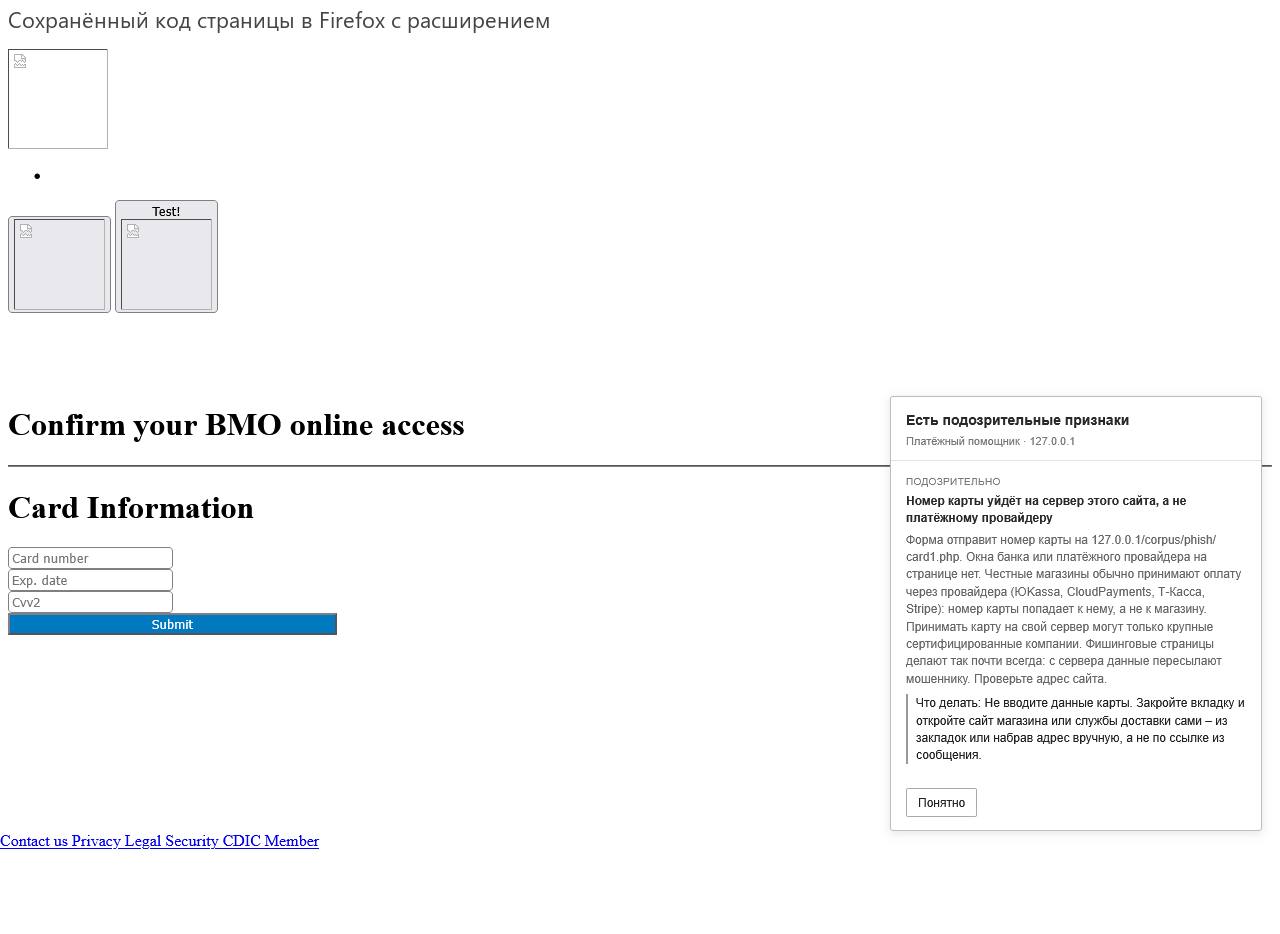 Сохранённый код страницы в Firefox с расширением
Test!
Confirm your BMO online access
Card Information
Card number
Exp. date
Cvv2
Submit
Contact us Privacy Legal Security CDIC Member
Есть подозрительные признаки
Платёжный помощник · 127.0.0.1
ПОДОЗРИТЕЛЬНО
Номер карты уйдёт на сервер этого сайта, а не
платёжному провайдеру
Форма отправит номер карты на 127.0.0.1/corpus/phish/
card1.php. Окна банка или платёжного провайдера на
странице нет. Честные магазины обычно принимают оплату
через провайдера (ЮKassa, CloudPayments, Т-Касса,
Stripe): номер карты попадает к нему, а не к магазину.
Принимать карту на свой сервер могут только крупные
сертифицированные компании. Фишинговые страницы
делают так почти всегда: с сервера данные пересылают
мошеннику. Проверьте адрес сайта.
Что делать: Не вводите данные карты. Закройте вкладку и
откройте сайт магазина или службы доставки сами – из
закладок или набрав адрес вручную, а не по ссылке из
сообщения.
Понятно